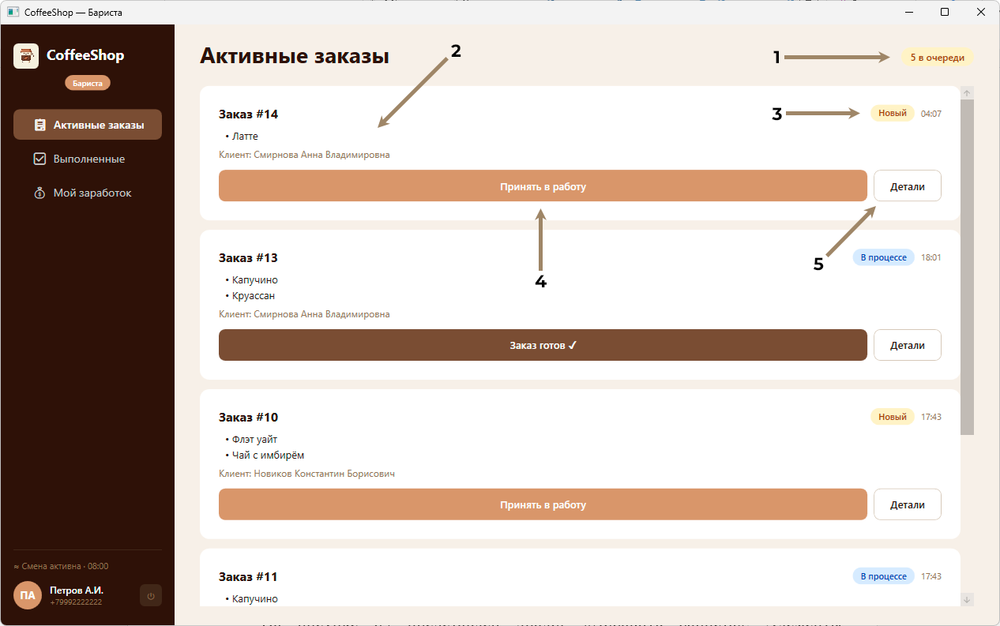 CoffeeShop — Бариста
CoffeeShop
Бариста
Активные заказы
Выполненные
Мой заработок
≈ Смена активна · 08:00
ПА
Петров А.И.
+79992222222
Активные заказы
2
1
5 в очереди
Заказ #14
3
Новый
04:07
• Латте
Клиент: Смирнова Анна Владимировна
Принять в работу
Детали
4
5
Заказ #13
В процессе
18:01
• Капучино
• Круассан
Клиент: Смирнова Анна Владимировна
Заказ готов ✓
Детали
Заказ #10
Новый
17:43
• Флэт уайт
• Чай с имбирём
Клиент: Новиков Константин Борисович
Принять в работу
Детали
Заказ #11
В процессе
17:43
• Капучино